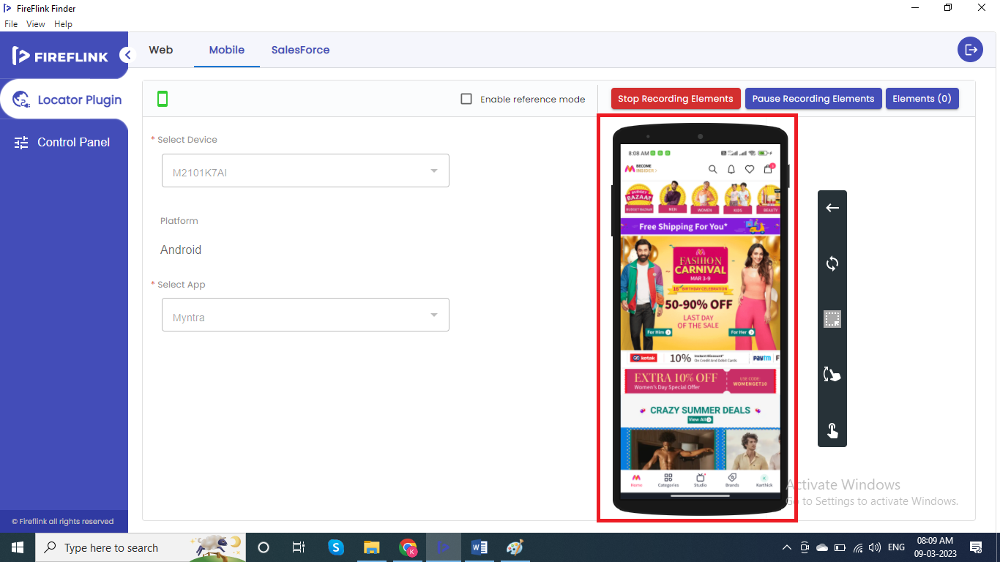 FireFlink Finder
File View Help
FIREFLINK
Web Mobile SalesForce
Locator Plugin
Control Panel
Enable reference mode
Stop Recording Elements
Pause Recording Elements
Elements (0)
* Select Device
M2101K7AI
Platform
Android
* Select App
Myntra
8:08 AM
BECOME
INSIDER >
BUDGET
BAZAAR
BUDGET BAZAAR MEN WOMEN KIDS BEAUTY
Free Shipping For You*
FASHION
CARNIVAL
MAR 3-9
16th BIRTHDAY CELEBRATION
50-90% OFF
LAST DAY
OF THE SALE
For Him For Her
kotak 10% Instant Discount* On Credit And Debit Cards Paytm F
EXTRA 10% OFF
Women's Day Special Offer
USE CODE:
WOMENGET10
CRAZY SUMMER DEALS
View All
Home Categories Studio Brands Karthick
Activate Windows
Go to Settings to activate Windows.
© Fireflink all rights reserved
Type here to search
ENG
08:09 AM
09-03-2023